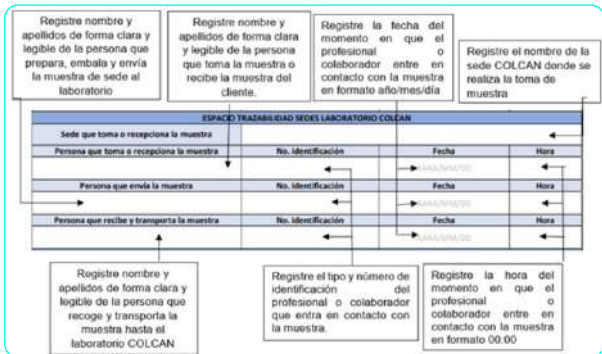 Registre nombre y
apellidos de forma clara y
legible de la persona que
prepara, embala y envía
la muestra de sede al
laboratorio
Registre nombre y
apellidos de forma clara
y legible de la persona
que toma la muestra o
recibe la muestra del
cliente.
Registre la fecha del
momento en que el
profesional o
colaborador entre en
contacto con la muestra
en formato año/mes/día
Registre el nombre de la
sede COLCAN donde se
realiza la toma de
muestra
ESPACIO TRAZABILIDAD SEDES LABORATORIO COLCAN
Sede que toma o recepciona la muestra
Persona que toma o recepciona la muestra No. identificación Fecha Hora
AAAA/MM/DD
Persona que envía la muestra No. identificación Fecha Hora
AAAA/MM/DD
Persona que recibe y transporta la muestra No. identificación Fecha Hora
AAAA/MM/DD
Registre nombre y
apellidos de forma clara y
legible de la persona que
recoge y transporta la
muestra hasta el
laboratorio COLCAN
Registre el tipo y número de
identificación del
profesional o colaborador
que entra en contacto con
la muestra.
Registre la hora del
momento en que el
profesional o
colaborador entre en
contacto con la muestra
en formato 00:00